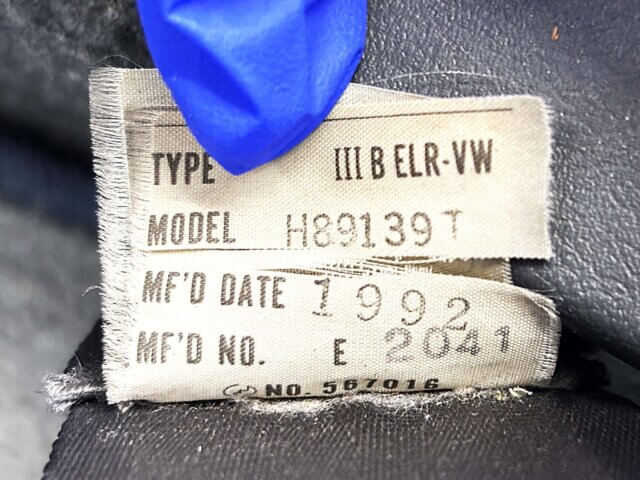 TYPE III B ELR-VW
MODEL H89139T
MF'D DATE 1992
MF'D NO. E 2041
NO. 567016